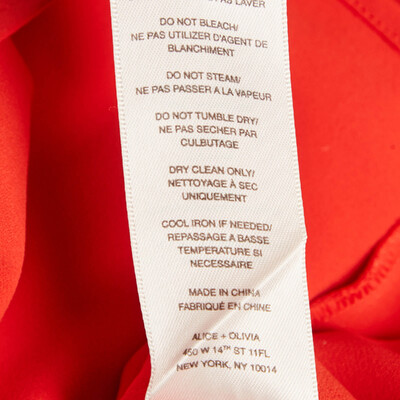 PAS LAVER
DO NOT BLEACH/
NE PAS UTILIZER D'AGENT DE
BLANCHIMENT
DO NOT STEAM/
NE PAS PASSER A LA VAPEUR
DO NOT TUMBLE DRY/
NE PAS SECHER PAR
CULBUTAGE
DRY CLEAN ONLY/
NETTOYAGE À SEC
UNIQUEMENT
COOL IRON IF NEEDED/
REPASSAGE A BASSE
TEMPERATURE SI
NECESSAIRE
MADE IN CHINA
FABRIQUÉ EN CHINE
ALICE + OLIVIA
450 W 14TH ST 11FL
NEW YORK, NY 10014